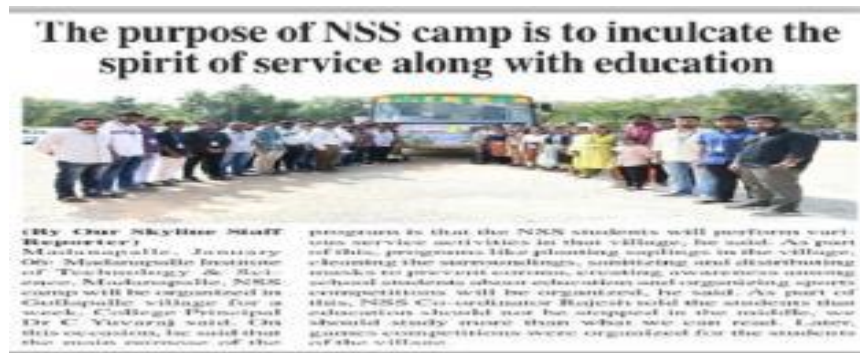 The purpose of NSS camp is to inculcate the
spirit of service along with education
(By Our Skyline Staff
Reporter)
Madanapalle, January
06: Madanapalle Institute
of Technology & Sci-
ence, Madanapalle, NSS
camp will be organized in
Gollapalle village for a
week, College Principal
Dr C Yuvaraj said. On
this occasion, he said that
the main purpose of the
program is that the NSS students will perform vari-
ous service activities in that village, he said. As part
of this, programs like planting saplings in the village,
cleaning the surroundings, sanitizing and distributing
masks to prevent corona, creating awareness among
school students about education and organizing sports
competitions will be organized, he said. As part of
this, NSS Co-ordinator Rajesh told the students that
education should not be stopped in the middle, we
should study more than what we can read. Later,
games competitions were organized for the students
of the village.